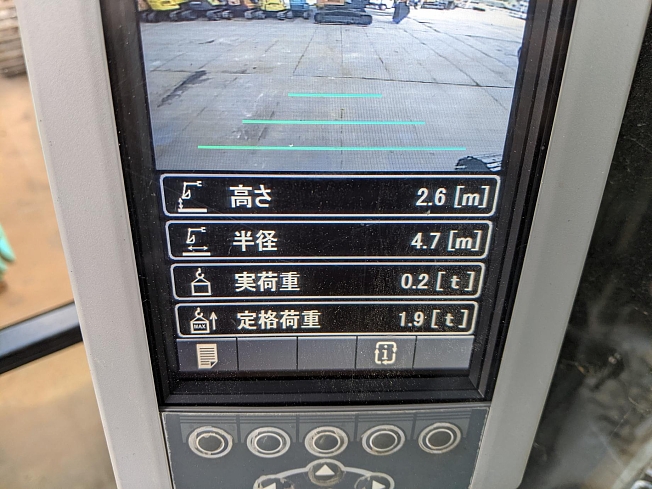 高さ 2.6 [m]
半径 4.7 [m]
実荷重 0.2 [t]
MAX 定格荷重 1.9 [t]
i